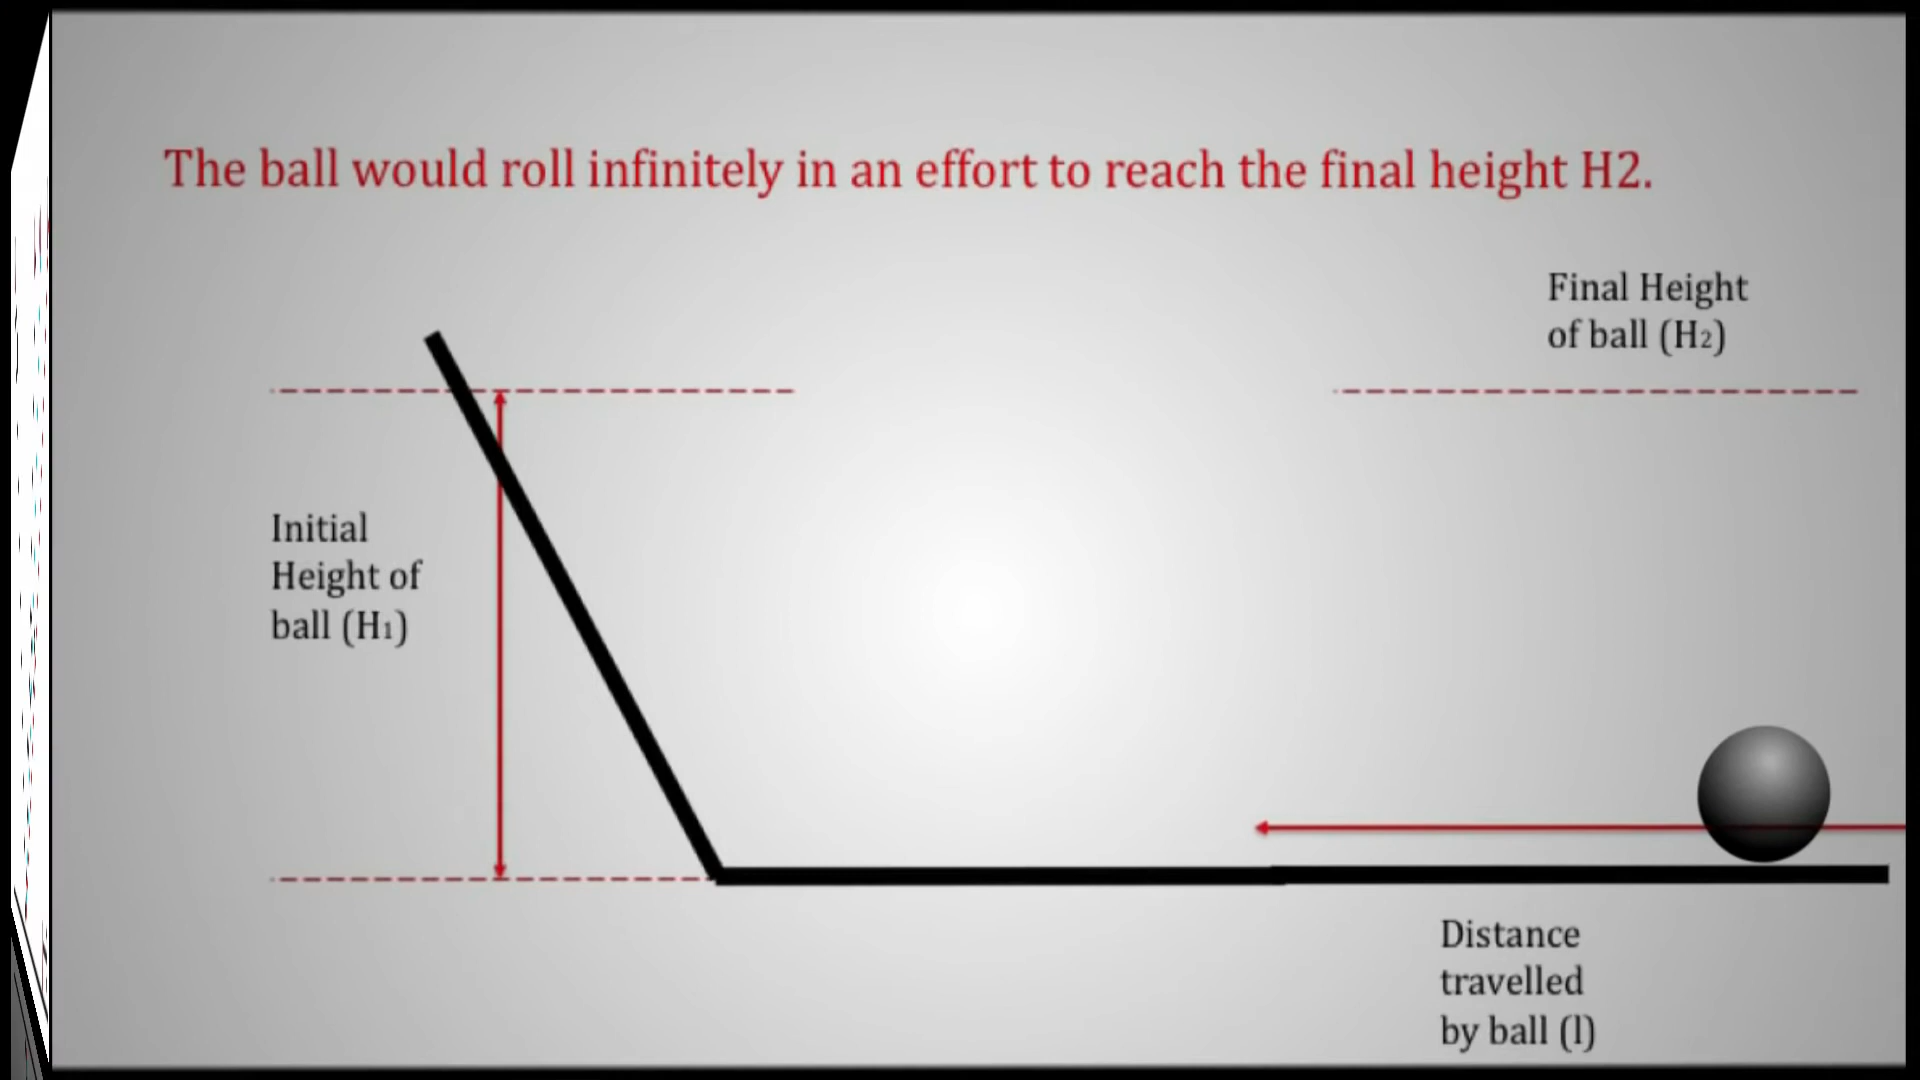 The ball would roll infinitely in an effort to reach the final height H2.
Final Height
of ball (H₂)
Initial
Height of
ball (H₁)
Distance
travelled
by ball (l)